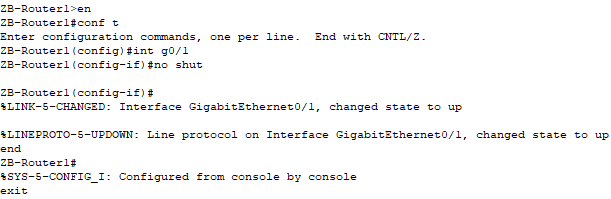 ZB-Router1>en
ZB-Router1#conf t
Enter configuration commands, one per line.  End with CNTL/Z.
ZB-Router1(config)#int g0/1
ZB-Router1(config-if)#no shut

ZB-Router1(config-if)#
%LINK-5-CHANGED: Interface GigabitEthernet0/1, changed state to up

%LINEPROTO-5-UPDOWN: Line protocol on Interface GigabitEthernet0/1, changed state to up
end
ZB-Router1#
%SYS-5-CONFIG_I: Configured from console by console
exit